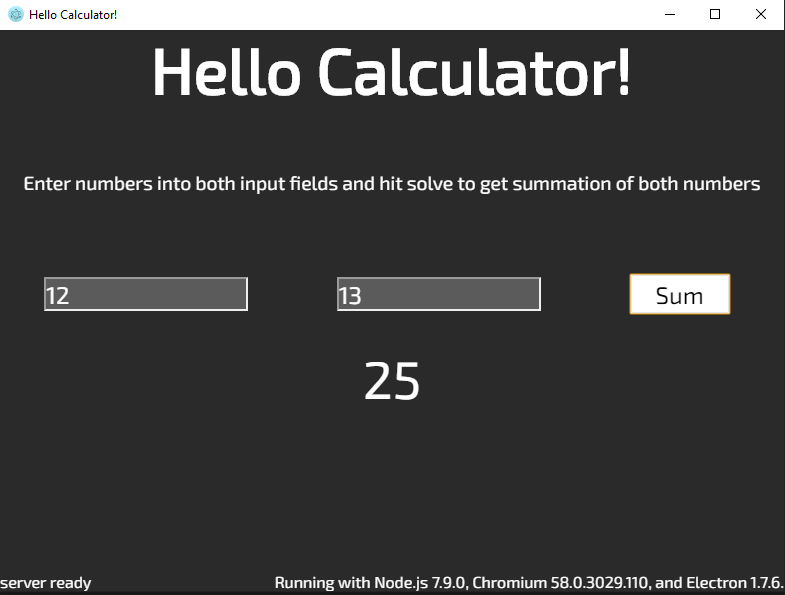 Hello Calculator!
Hello Calculator!
Enter numbers into both input fields and hit solve to get summation of both numbers
12 13 Sum
25
server ready Running with Node.js 7.9.0, Chromium 58.0.3029.110, and Electron 1.7.6.